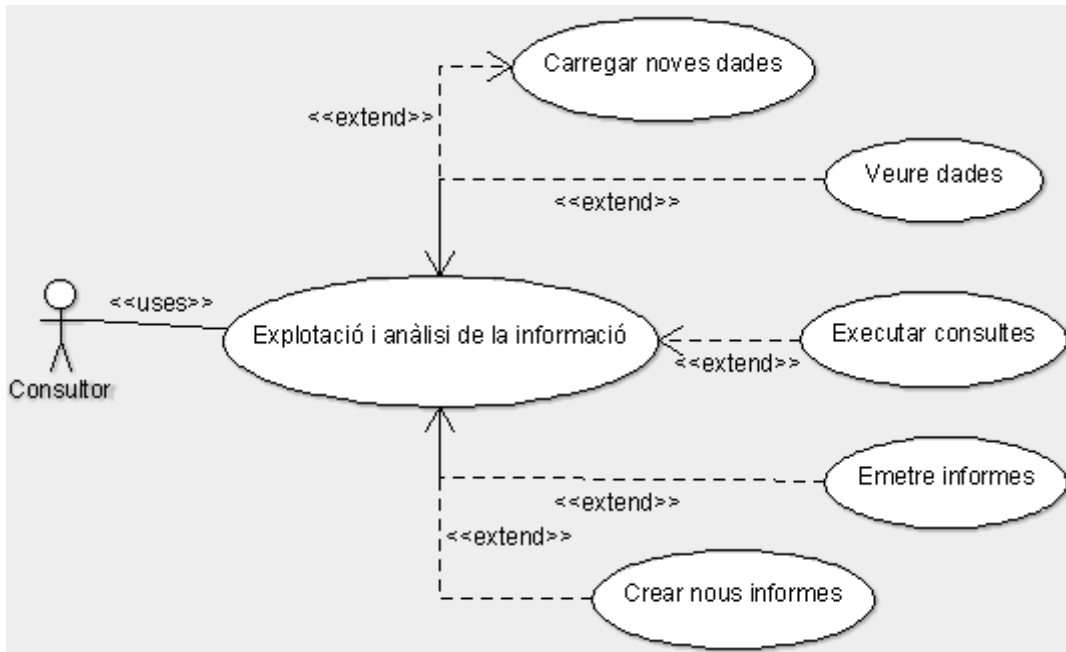 Carregar noves dades
<<extend>>
Veure dades
<<extend>>
<<uses>>
Explotació i anàlisi de la informació
Executar consultes
<<extend>>
Consultor
Emetre informes
<<extend>>
<<extend>>
Crear nous informes